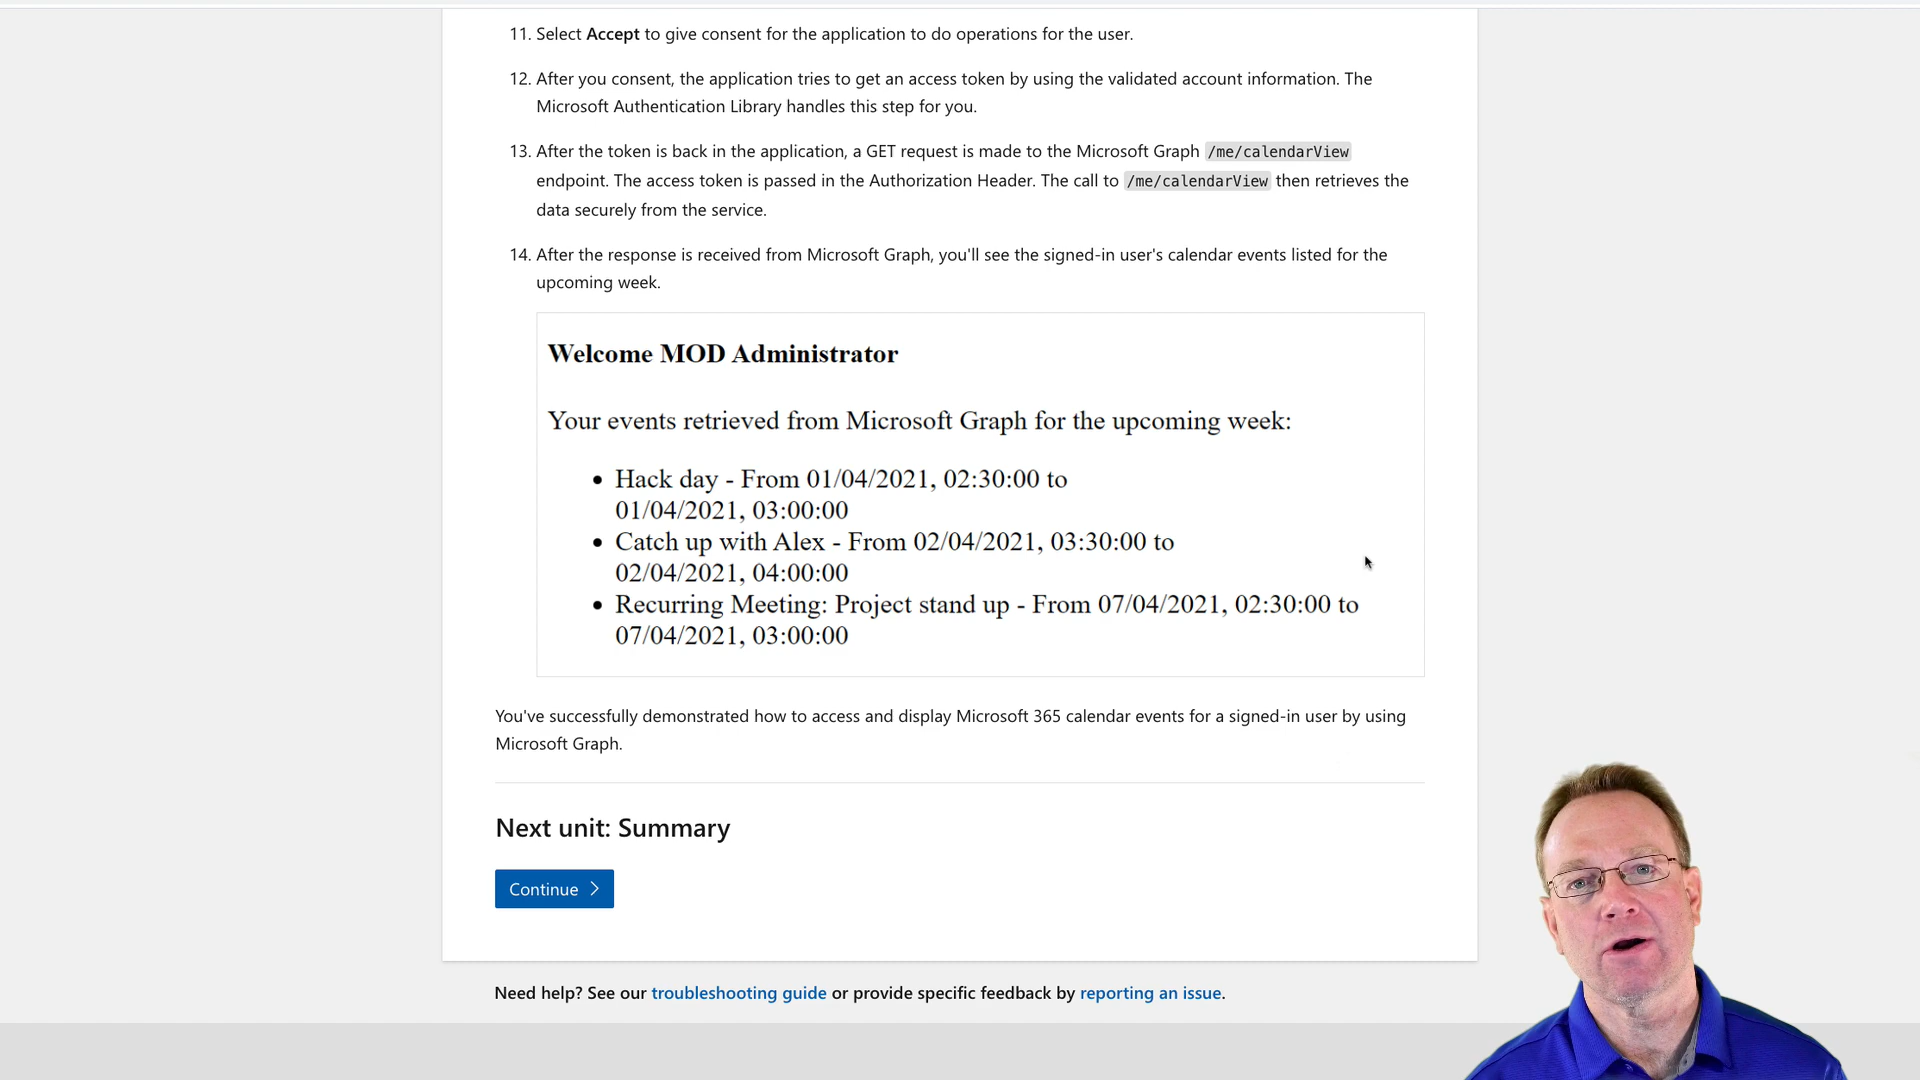 11. Select Accept to give consent for the application to do operations for the user.
12. After you consent, the application tries to get an access token by using the validated account information. The
Microsoft Authentication Library handles this step for you.
13. After the token is back in the application, a GET request is made to the Microsoft Graph /me/calendarView
endpoint. The access token is passed in the Authorization Header. The call to /me/calendarView then retrieves the
data securely from the service.
14. After the response is received from Microsoft Graph, you'll see the signed-in user's calendar events listed for the
upcoming week.
Welcome MOD Administrator
Your events retrieved from Microsoft Graph for the upcoming week:
• Hack day - From 01/04/2021, 02:30:00 to
01/04/2021, 03:00:00
• Catch up with Alex - From 02/04/2021, 03:30:00 to
02/04/2021, 04:00:00
• Recurring Meeting: Project stand up - From 07/04/2021, 02:30:00 to
07/04/2021, 03:00:00
You've successfully demonstrated how to access and display Microsoft 365 calendar events for a signed-in user by using
Microsoft Graph.
Next unit: Summary
Continue
Need help? See our troubleshooting guide or provide specific feedback by reporting an issue.